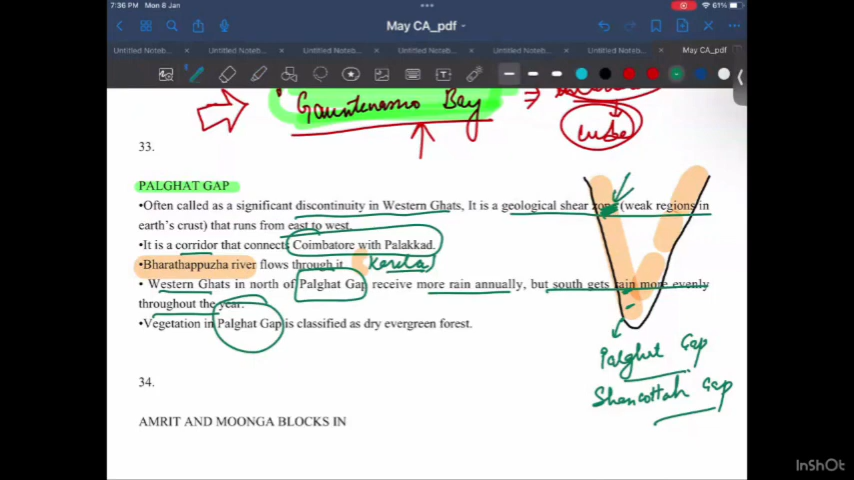 7:36 PM Mon 8 Jan
61%
May CA_pdf
Untitled Noteb... Untitled Noteb... Untitled Noteb... Untitled Noteb... Untitled Noteb... Untitled Noteb... May CA_pdf
Bay
33.
PALGHAT GAP
•Often called as a significant discontinuity in Western Ghats, It is a geological shear zone (weak regions in
earth's crust) that runs from east to west.
•It is a corridor that connects Coimbatore with Palakkad.
•Bharathappuzha river flows through it. Kerala
• Western Ghats in north of Palghat Gap receive more rain annually, but south gets rain more evenly
throughout the year.
•Vegetation in Palghat Gap is classified as dry evergreen forest.
Palghat Gap
Shencottah Gap
34.
AMRIT AND MOONGA BLOCKS IN
InShOt